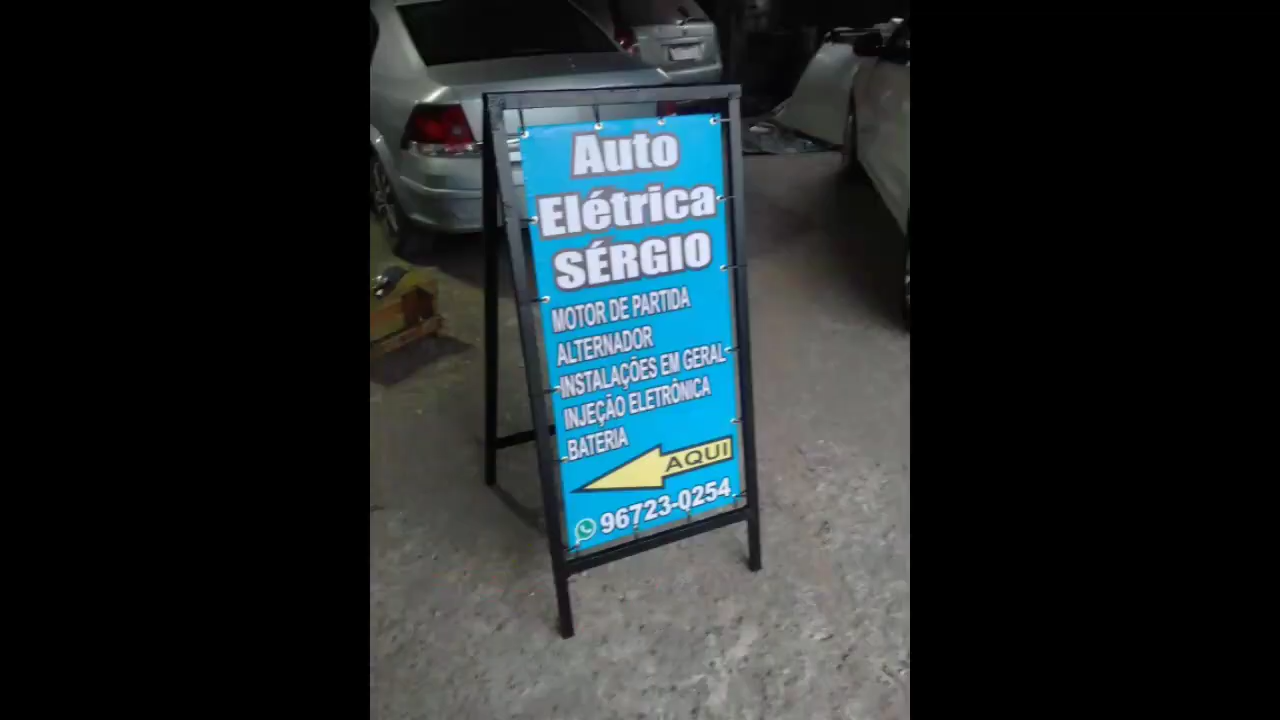 Auto
Elétrica
SÉRGIO
MOTOR DE PARTIDA
ALTERNADOR
INSTALAÇÕES EM GERAL
INJEÇÃO ELETRÔNICA
BATERIA
AQUI
96723-0254